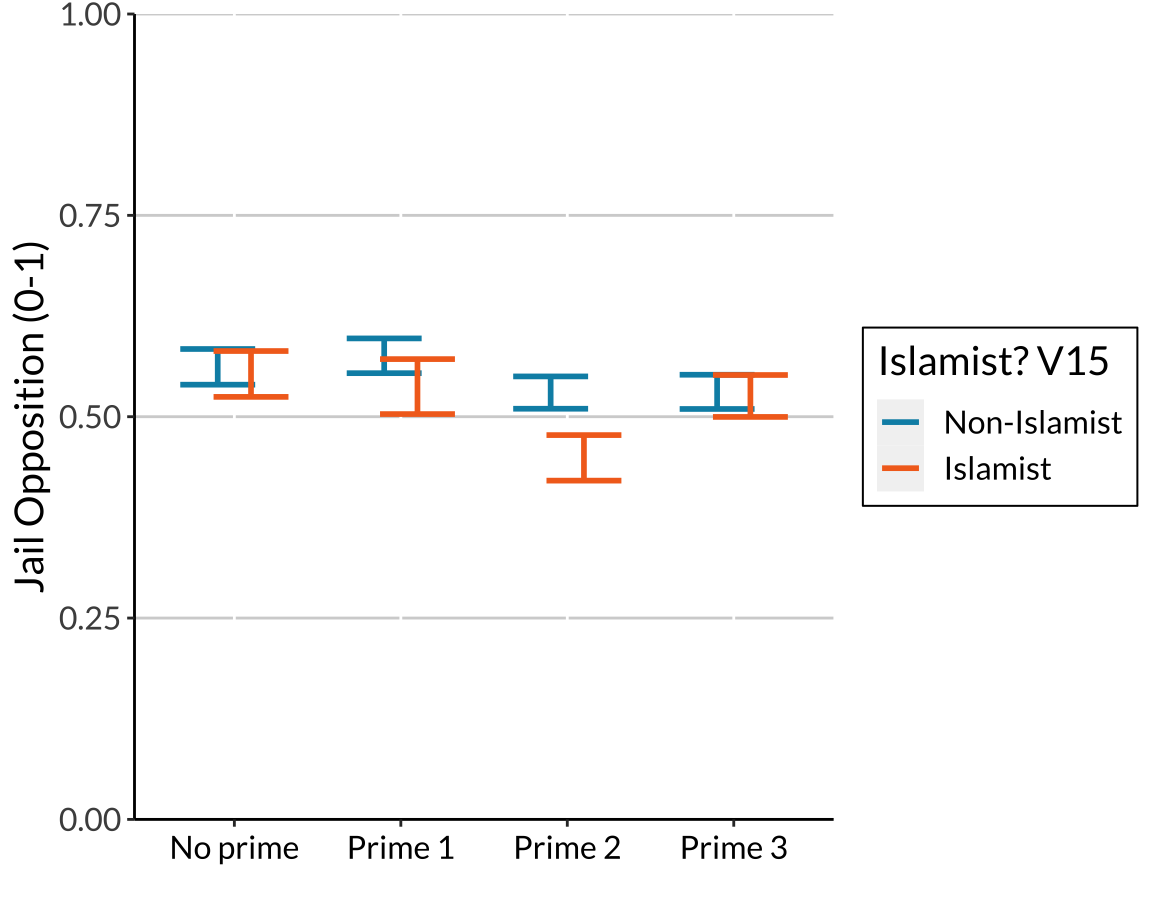 1.00
0.75
0.50
0.25
0.00
Jail Opposition (0-1)
No prime
Prime 1
Prime 2
Prime 3
Islamist? V15
Non-Islamist
Islamist